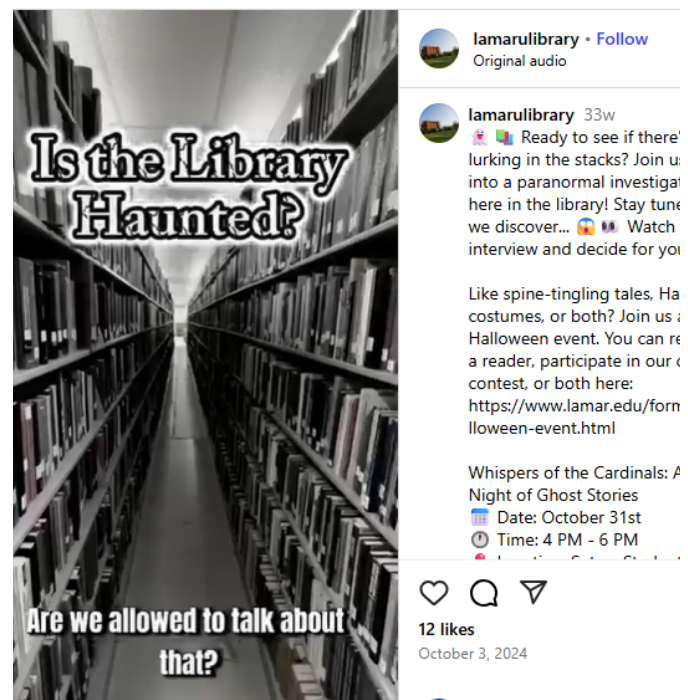 Is the Library
Haunted?
Are we allowed to talk about
that?
lamarulibrary • Follow
Original audio
lamarulibrary 33w
👻 📚 Ready to see if there'
lurking in the stacks? Join us
into a paranormal investigat
here in the library! Stay tune
we discover... 😱 👀 Watch
interview and decide for you
Like spine-tingling tales, Ha
costumes, or both? Join us a
Halloween event. You can re
a reader, participate in our c
contest, or both here:
https://www.lamar.edu/form
lloween-event.html
Whispers of the Cardinals: A
Night of Ghost Stories
📅 Date: October 31st
🕐 Time: 4 PM - 6 PM
12 likes
October 3, 2024